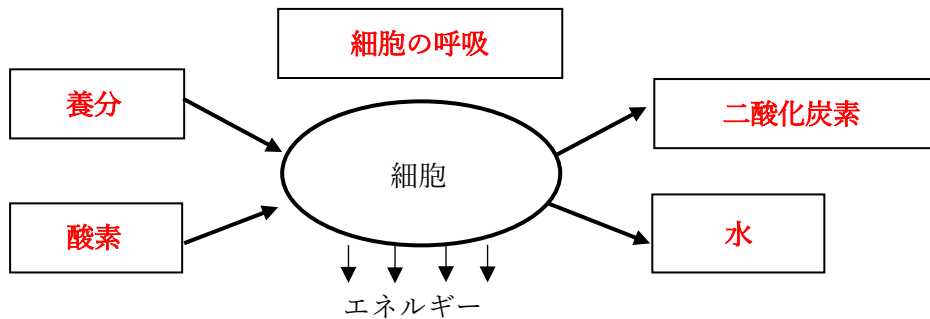 細胞の呼吸
養分
二酸化炭素
細胞
酸素
水
エネルギー